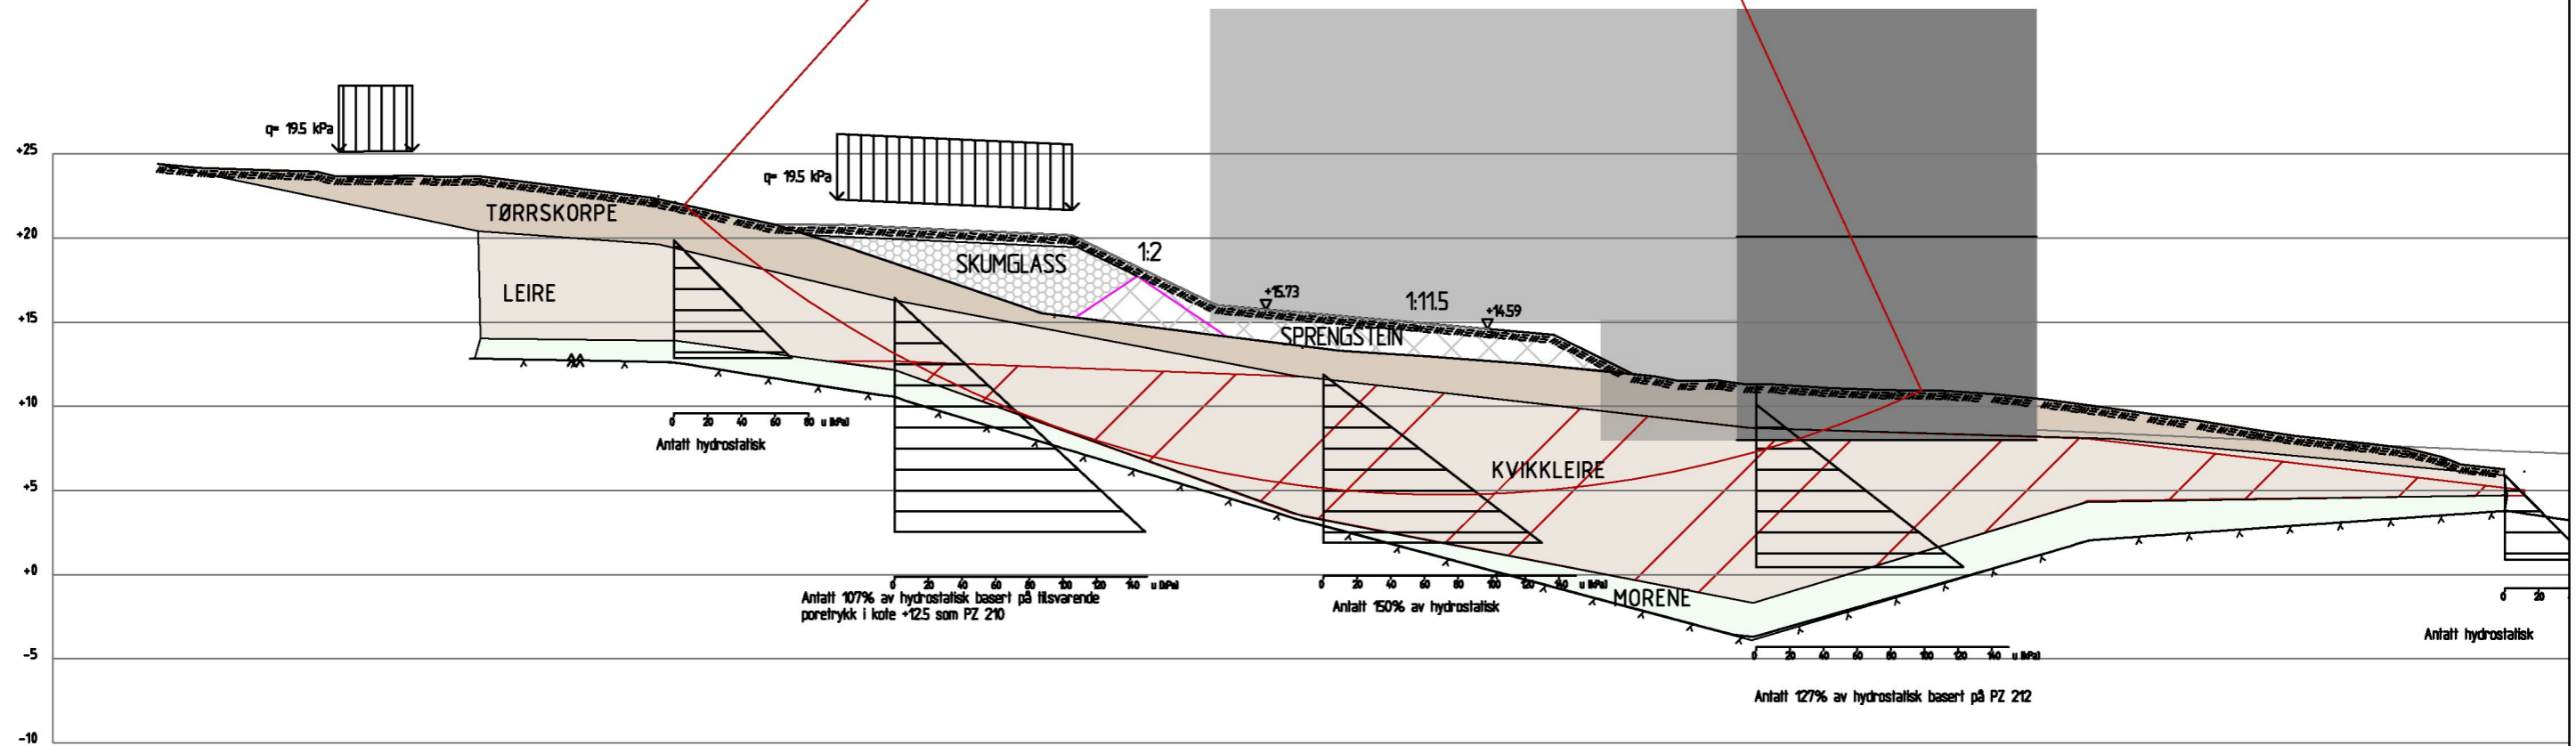 q= 19.5 kPa
+25
q= 19.5 kPa
TØRRSKORPE
+20
1:2
SKUMGLASS
LEIRE
+15.73
1:11.5
+14.59
+15
SPRENGSTEIN
+10
0 20 40 60 80 u [kPa]
Antatt hydrostatisk
KVIKKLEIRE
+5
+0
0 20 40 60 80 100 120 140 u [kPa]
Antatt 107% av hydrostatisk basert på tilsvarende
poretrykk i kote +12.5 som PZ 210
0 20 40 60 80 100 120 140 u [kPa]
Antatt 150% av hydrostatisk
MORENE
0 20
Antatt hydrostatisk
-5
0 20 40 60 80 100 120 140 u [kPa]
Antatt 127% av hydrostatisk basert på PZ 212
-10